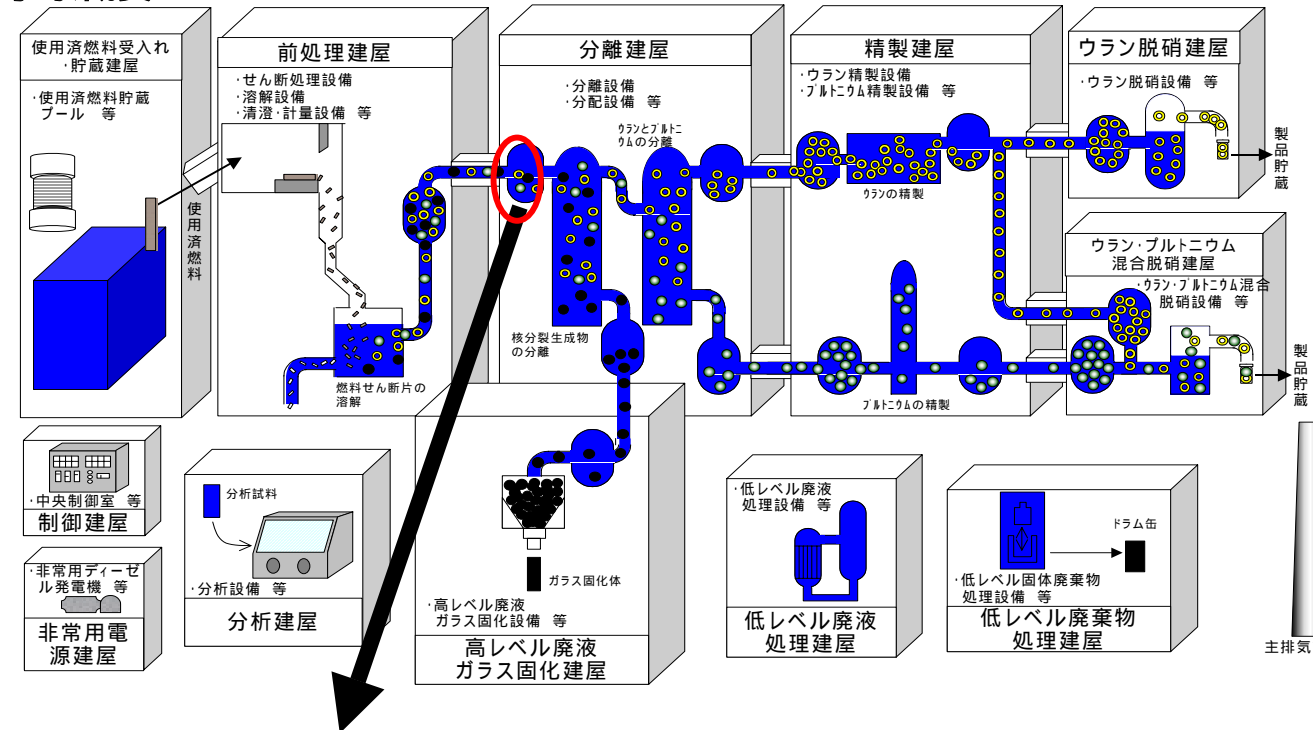 使用済燃料受入れ
・貯蔵建屋
・使用済燃料貯蔵
プール 等
使用済燃料
前処理建屋
・せん断処理設備
・溶解設備
・清澄・計量設備 等
燃料せん断片の
溶解
分離建屋
・分離設備
・分配設備 等
ウランとプルトニ
ウムの分離
核分裂生成物
の分離
精製建屋
・ウラン精製設備
・プルトニウム精製設備 等
ウランの精製
プルトニウムの精製
ウラン脱硝建屋
・ウラン脱硝設備 等
製品貯蔵
ウラン・プルトニウム
混合脱硝建屋
・ウラン・プルトニウム混合
脱硝設備 等
製品貯蔵
・中央制御室 等
制御建屋
・非常用ディーゼ
ル発電機 等
非常用電
源建屋
分析試料
・分析設備 等
分析建屋
ガラス固化体
・高レベル廃液
ガラス固化設備 等
高レベル廃液
ガラス固化建屋
・低レベル廃液
処理設備 等
低レベル廃液
処理建屋
ドラム缶
・低レベル固体廃棄物
処理設備 等
低レベル廃棄物
処理建屋
主排気